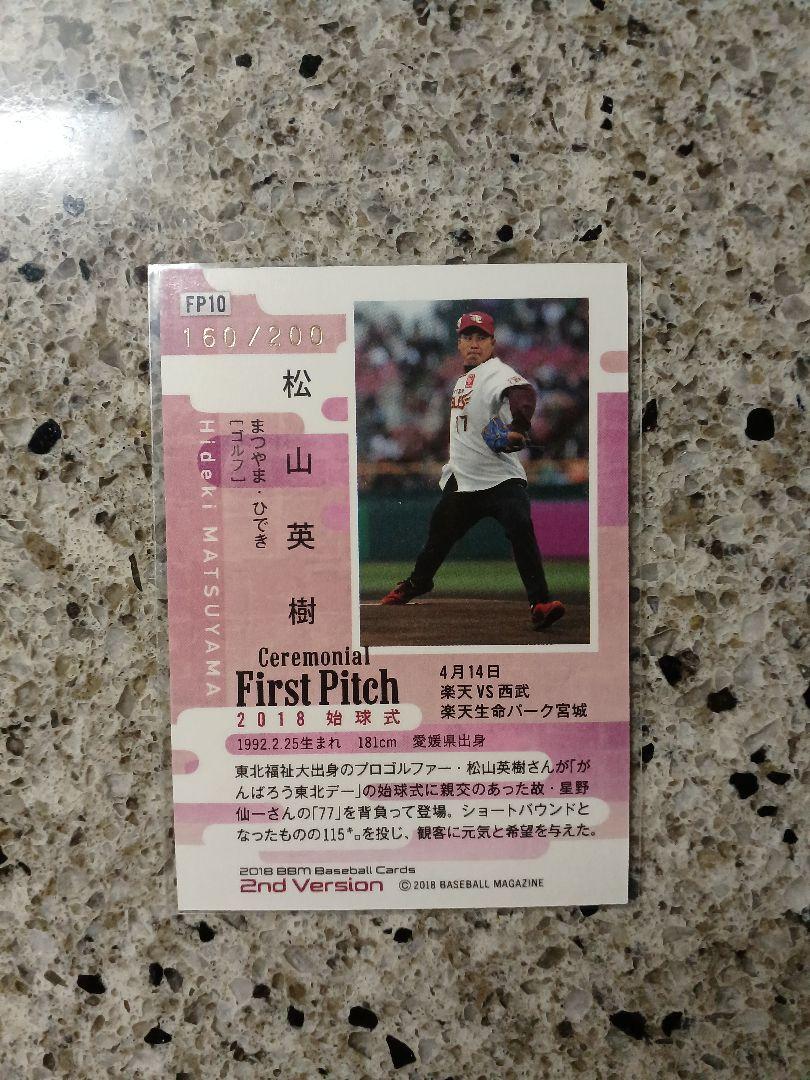 FP10
160/200
松山英樹
まつやま・ひでき
［ゴルフ］
Hideki MATSUYAMA
Ceremonial
First Pitch
2018 始球式
4月14日
楽天 VS 西武
楽天生命パーク宮城
1992.2.25生まれ 181cm 愛媛県出身
東北福祉大出身のプロゴルファー・松山英樹さんが「が
んばろう東北デー」の始球式に親交のあった故・星野
仙一さんの「77」を背負って登場。ショートバウンドと
なったものの115㌔を投じ、観客に元気と希望を与えた。
2018 BBM Baseball Cards
2nd Version
©2018 BASEBALL MAGAZINE